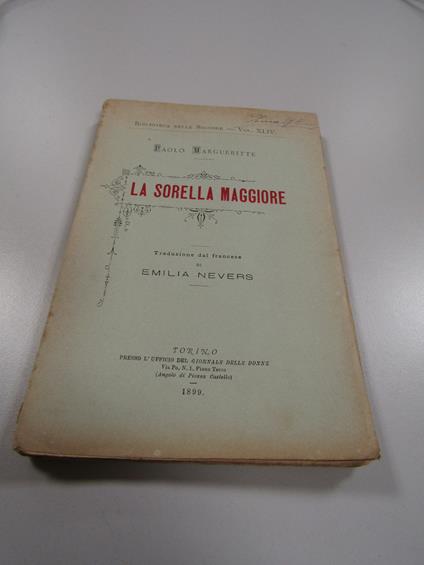 Biblioteca delle Signore — Vol. XLIV.
Paolo Margueritte
LA SORELLA MAGGIORE
Traduzione dal francese
DI
EMILIA NEVERS
TORINO
PRESSO L'UFFICIO DEL GIORNALE DELLE DONNE
Via Po, N. 1, Piano Terzo
(Angolo di Piazza Castello)
1899.